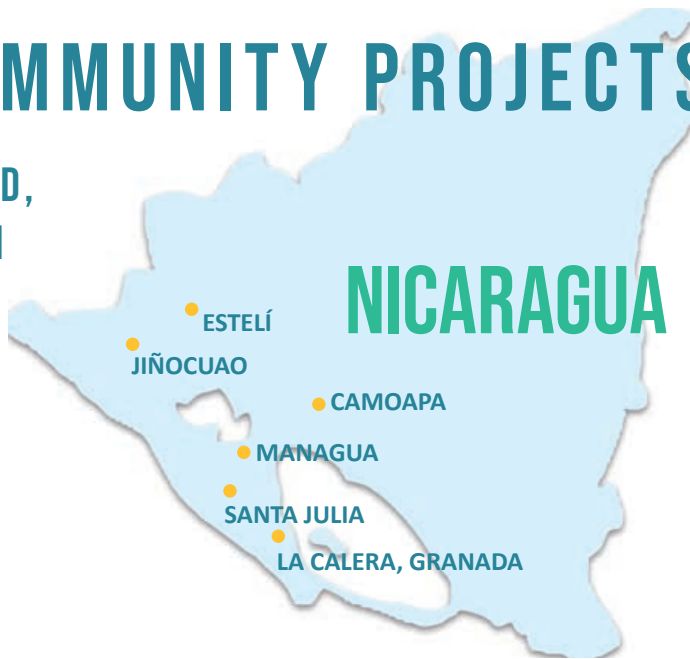 MMUNITY PROJECTS
D,
NICARAGUA
ESTELÍ
JIÑOCUAO
CAMOAPA
MANAGUA
SANTA JULIA
LA CALERA, GRANADA